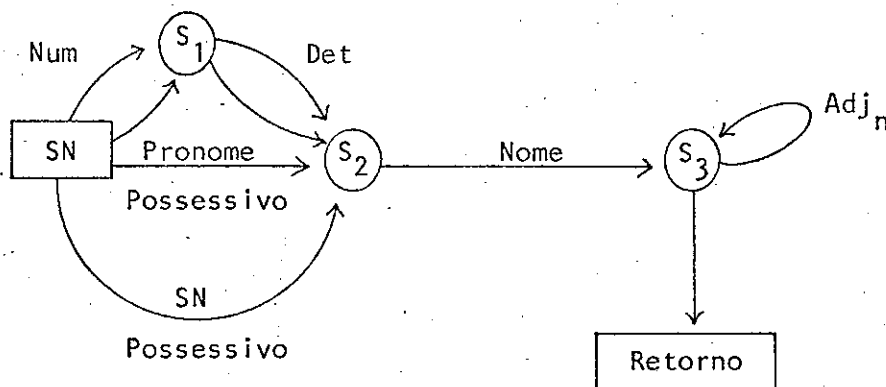 Num
S1
Det
SN
Pronome
Possessivo
S2
Nome
S3
Adjn
SN
Possessivo
Retorno